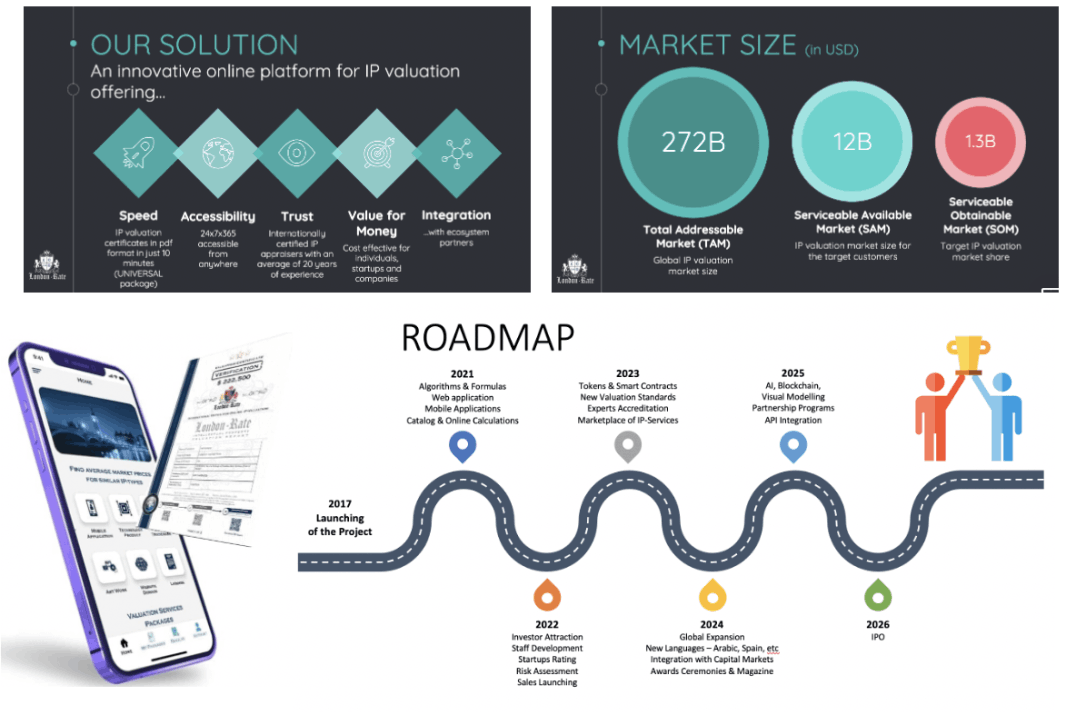 OUR SOLUTION
An innovative online platform for IP valuation
offering...
Speed
IP valuation
certificates in pdf
format in just 10
minutes
(UNIVERSAL
package)
Accessibility
24x7x365
accessible
from
anywhere
Trust
Internationally
certified IP
appraisers with an
average of 20 years
of experience
Value for
Money
Cost effective for
individuals,
startups and
companies
Integration
...with ecosystem
partners
London-Rate
MARKET SIZE (in USD)
272B
Total Addressable
Market (TAM)
Global IP valuation
market size
12B
Serviceable Available
Market (SAM)
IP valuation market size for
the target customers
1.3B
Serviceable
Obtainable
Market (SOM)
Target IP valuation
market share
London-Rate
9:41
Home
Find average market prices
for similar IP types
Mobile
Application
Art Work
Website
Design
Valuation Services
Packages
Home
VERIFICATION
London-Rate
ROADMAP
2017
Launching
of the Project
2021
Algorithms & Formulas
Web application
Mobile Applications
Catalog & Online Calculations
2022
Investor Attraction
Staff Development
Startups Rating
Risk Assessment
Sales Launching
2023
Tokens & Smart Contracts
New Valuation Standards
Experts Accreditation
Marketplace of IP-Services
2024
Global Expansion
New Languages – Arabic, Spain, etc
Integration with Capital Markets
Awards Ceremonies & Magazine
2025
AI, Blockchain,
Visual Modelling
Partnership Programs
API Integration
2026
IPO